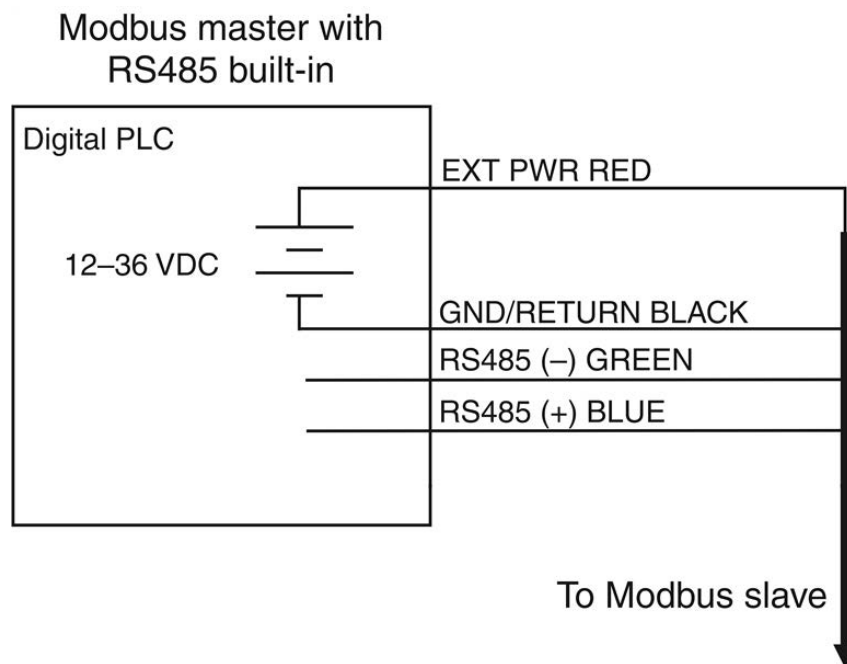 Modbus master with
RS485 built-in
Digital PLC
EXT PWR RED
12–36 VDC
GND/RETURN BLACK
RS485 (–) GREEN
RS485 (+) BLUE
To Modbus slave